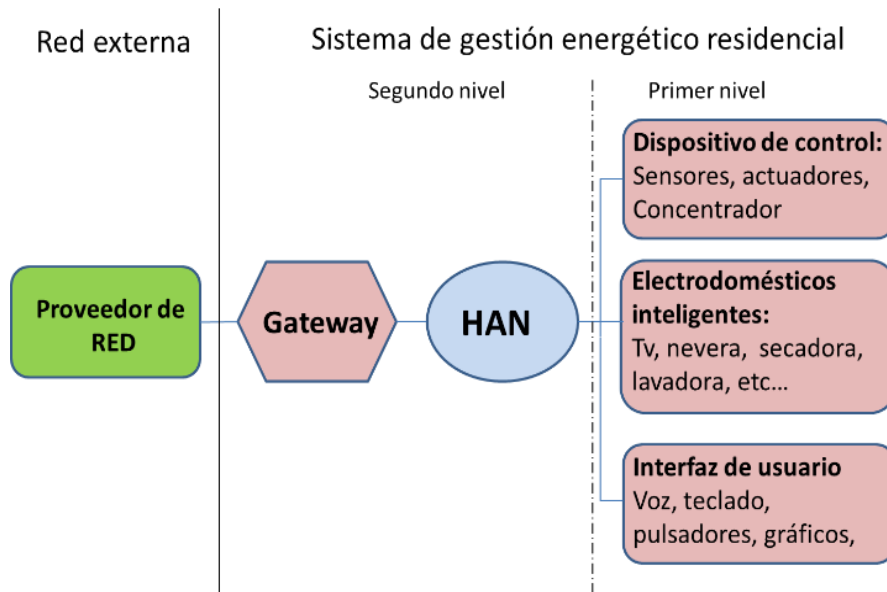 Red externa
Sistema de gestión energético residencial
Segundo nivel
Primer nivel
Proveedor de
RED
Gateway
HAN
Dispositivo de control:
Sensores, actuadores,
Concentrador
Electrodomésticos
inteligentes:
Tv, nevera, secadora,
lavadora, etc...
Interfaz de usuario
Voz, teclado,
pulsadores, gráficos,